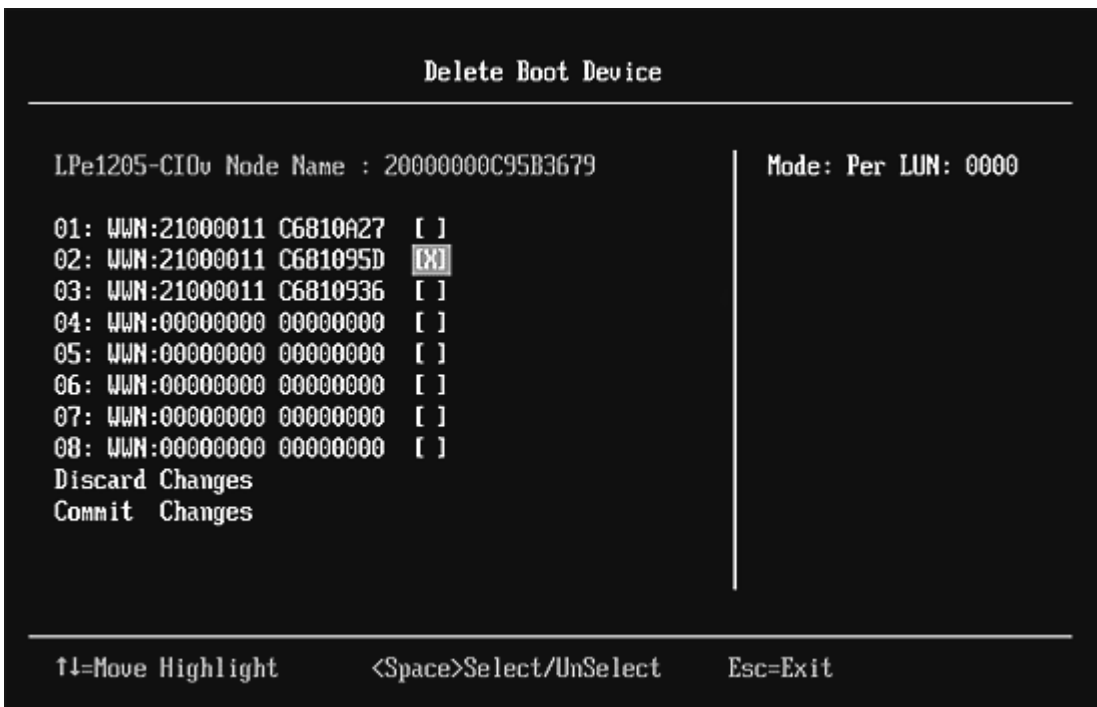 Delete Boot Device
LPe1205-CIOv Node Name : 20000000C95B3679
Mode: Per LUN: 0000
01: WWN:21000011 C6810A27 [ ]
02: WWN:21000011 C681095D [X]
03: WWN:21000011 C6810936 [ ]
04: WWN:00000000 00000000 [ ]
05: WWN:00000000 00000000 [ ]
06: WWN:00000000 00000000 [ ]
07: WWN:00000000 00000000 [ ]
08: WWN:00000000 00000000 [ ]
Discard Changes
Commit Changes
↑↓=Move Highlight <Space>Select/UnSelect Esc=Exit